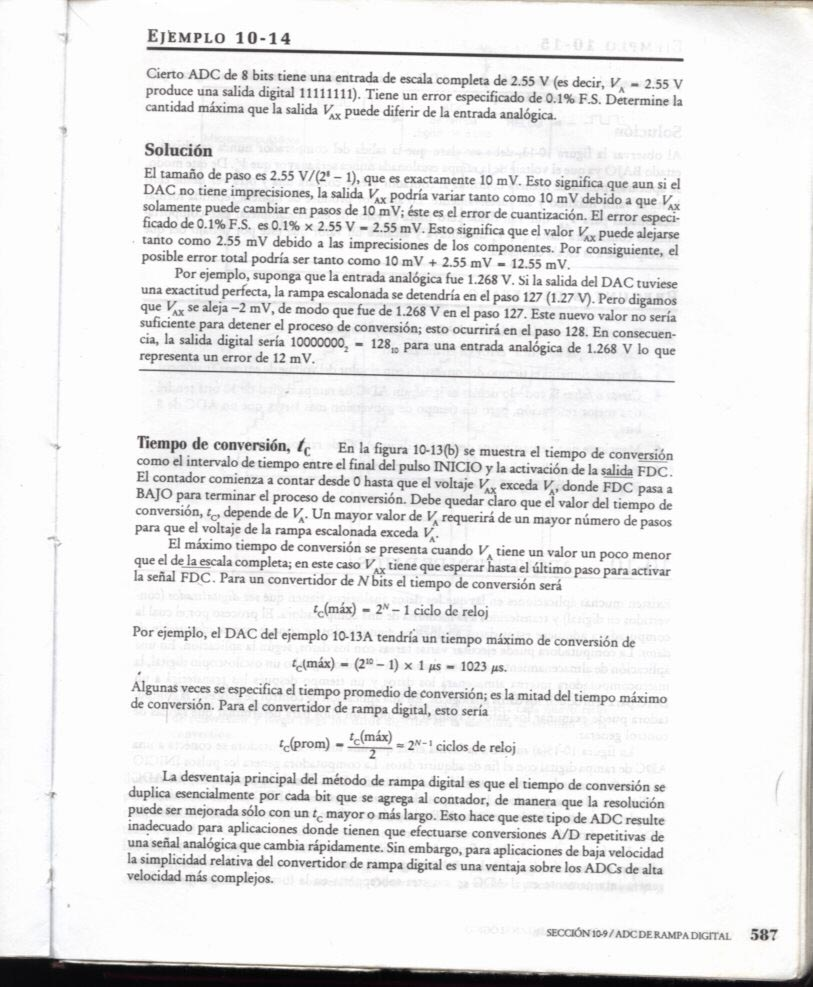 EJEMPLO 10-14
Cierto ADC de 8 bits tiene una entrada de escala completa de 2.55 V (es decir, V_A = 2.55 V
produce una salida digital 11111111). Tiene un error especificado de 0.1% F.S. Determine la
cantidad máxima que la salida V_AX puede diferir de la entrada analógica.
Solución
El tamaño de paso es 2.55 V/(2⁸ − 1), que es exactamente 10 mV. Esto significa que aun si el
DAC no tiene imprecisiones, la salida V_AX podría variar tanto como 10 mV debido a que V_AX
solamente puede cambiar en pasos de 10 mV; éste es el error de cuantización. El error especi-
ficado de 0.1% F.S. es 0.1% × 2.55 V = 2.55 mV. Esto significa que el valor V_AX puede alejarse
tanto como 2.55 mV debido a las imprecisiones de los componentes. Por consiguiente, el
posible error total podría ser tanto como 10 mV + 2.55 mV = 12.55 mV.
Por ejemplo, suponga que la entrada analógica fue 1.268 V. Si la salida del DAC tuviese
una exactitud perfecta, la rampa escalonada se detendría en el paso 127 (1.27 V). Pero digamos
que V_AX se aleja −2 mV, de modo que fue de 1.268 V en el paso 127. Este nuevo valor no sería
suficiente para detener el proceso de conversión; esto ocurrirá en el paso 128. En consecuen-
cia, la salida digital sería 10000000₂ = 128₁₀ para una entrada analógica de 1.268 V lo que
representa un error de 12 mV.
Tiempo de conversión, t_C En la figura 10-13(b) se muestra el tiempo de conversión
como el intervalo de tiempo entre el final del pulso INICIO y la activación de la salida FDC.
El contador comienza a contar desde 0 hasta que el voltaje V_AX exceda V_A, donde FDC pasa a
BAJO para terminar el proceso de conversión. Debe quedar claro que el valor del tiempo de
conversión, t_C, depende de V_A. Un mayor valor de V_A requerirá de un mayor número de pasos
para que el voltaje de la rampa escalonada exceda V_A.
El máximo tiempo de conversión se presenta cuando V_A tiene un valor un poco menor
que el de la escala completa; en este caso V_AX tiene que esperar hasta el último paso para activar
la señal FDC. Para un convertidor de N bits el tiempo de conversión será
t_C(máx) = 2ᴺ − 1 ciclo de reloj
Por ejemplo, el DAC del ejemplo 10-13A tendría un tiempo máximo de conversión de
t_C(máx) = (2¹⁰ − 1) × 1 μs = 1023 μs.
Algunas veces se especifica el tiempo promedio de conversión; es la mitad del tiempo máximo
de conversión. Para el convertidor de rampa digital, esto sería
t_C(prom) = t_C(máx)/2 ≈ 2ᴺ⁻¹ ciclos de reloj
La desventaja principal del método de rampa digital es que el tiempo de conversión se
duplica esencialmente por cada bit que se agrega al contador, de manera que la resolución
puede ser mejorada sólo con un t_C mayor o más largo. Esto hace que este tipo de ADC resulte
inadecuado para aplicaciones donde tienen que efectuarse conversiones A/D repetitivas de
una señal analógica que cambia rápidamente. Sin embargo, para aplicaciones de baja velocidad
la simplicidad relativa del convertidor de rampa digital es una ventaja sobre los ADCs de alta
velocidad más complejos.
SECCIÓN 10-9 / ADC DE RAMPA DIGITAL 587